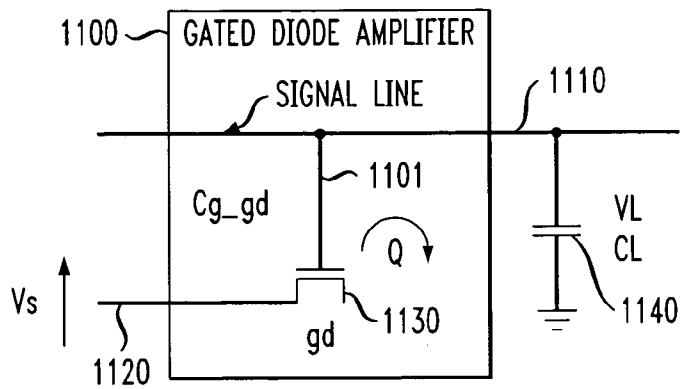 1100
GATED DIODE AMPLIFIER
SIGNAL LINE
1110
1101
Cg_gd
VL
CL
Q
Vs
1130
1140
gd
1120